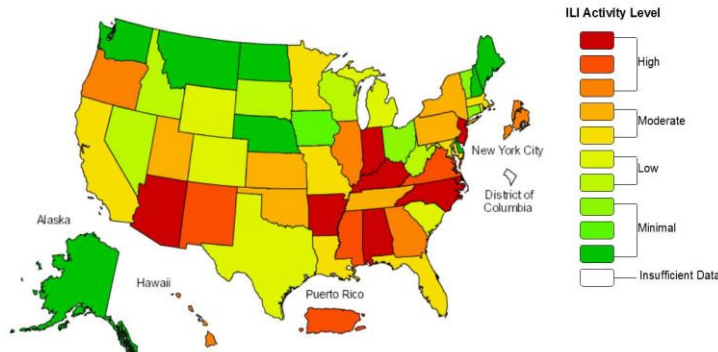 ILI Activity Level
High
Moderate
Low
Minimal
Insufficient Data
New York City
District of
Columbia
Alaska
Hawaii
Puerto Rico